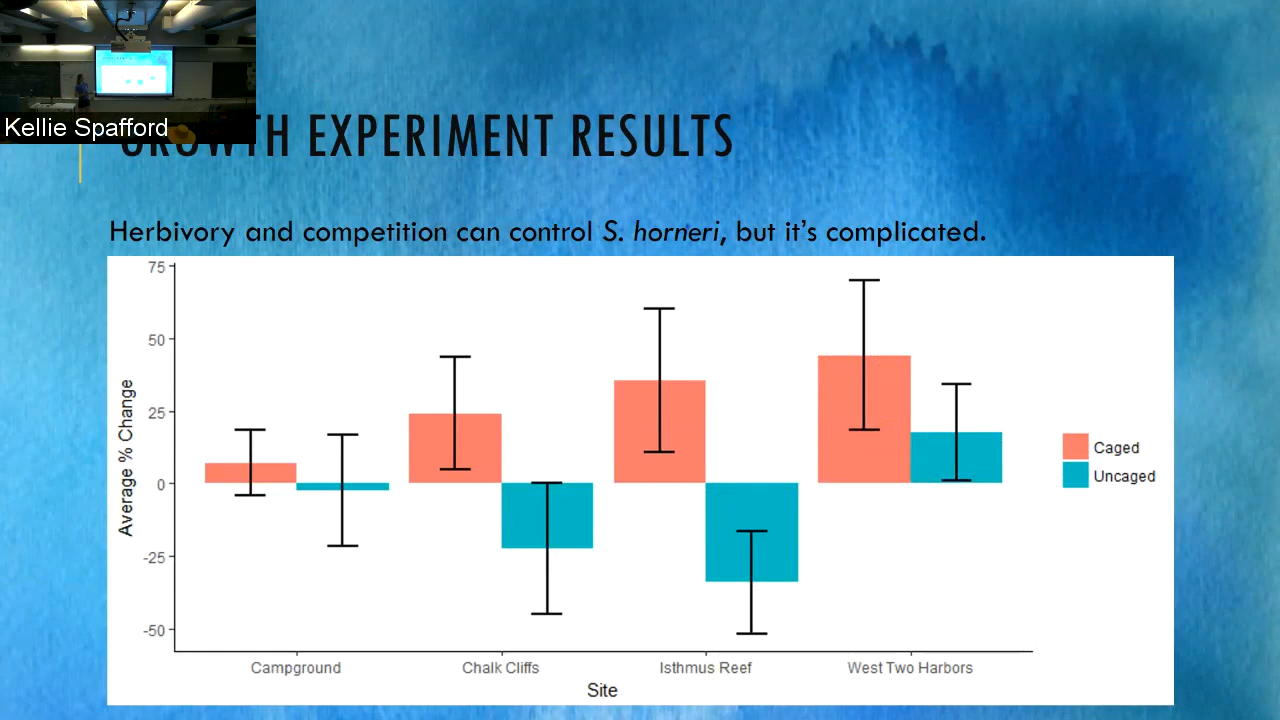 Kellie Spafford
GROWTH EXPERIMENT RESULTS
Herbivory and competition can control S. horneri, but it's complicated.
75
50
25
0
-25
-50
Average % Change
Campground
Chalk Cliffs
Isthmus Reef
West Two Harbors
Site
Caged
Uncaged